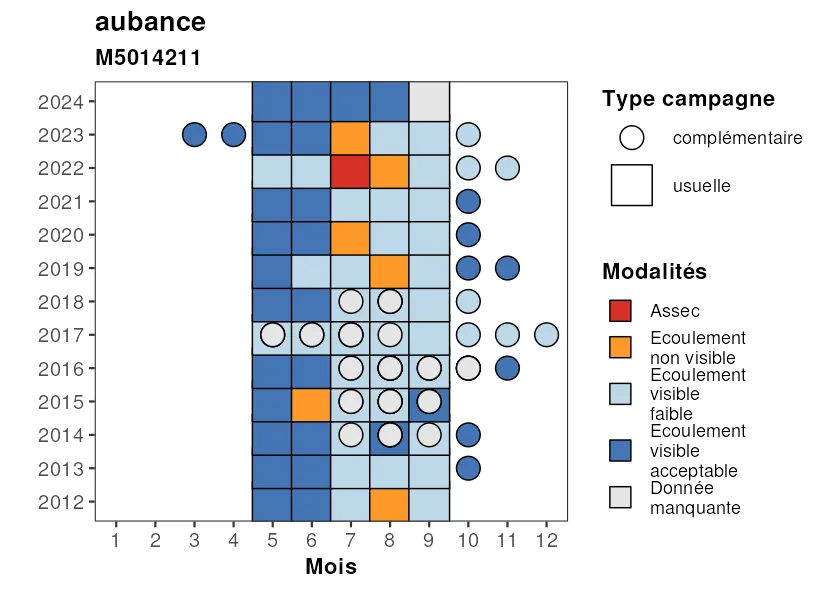 aubance
M5014211
2024
2023
2022
2021
2020
2019
2018
2017
2016
2015
2014
2013
2012
1 2 3 4 5 6 7 8 9 10 11 12
Mois
Type campagne
complémentaire
usuelle
Modalités
Assec
Ecoulement
non visible
Ecoulement
visible
faible
Ecoulement
visible
acceptable
Donnée
manquante